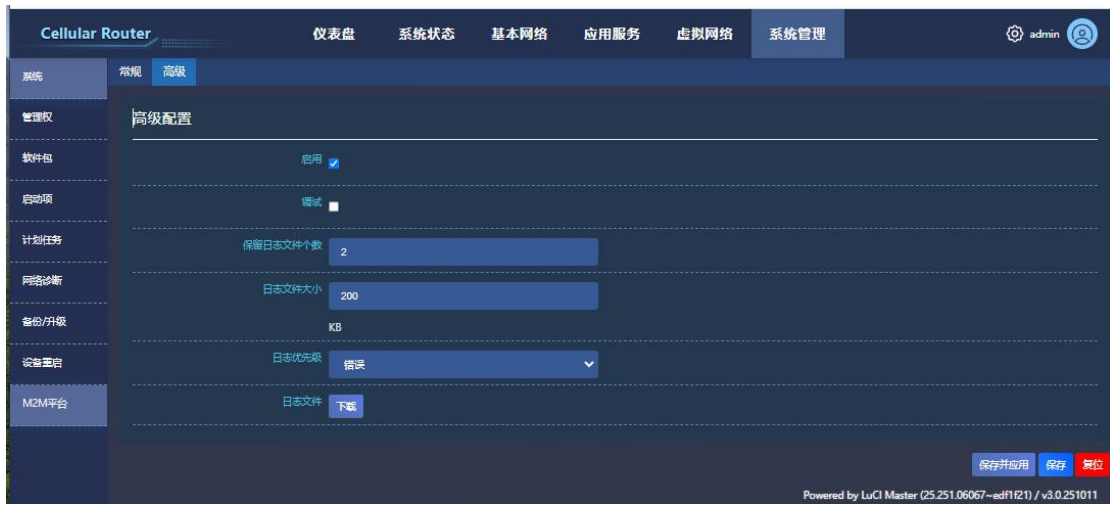 Cellular Router
仪表盘 系统状态 基本网络 应用服务 虚拟网络 系统管理
admin
系统
管理权
软件包
启动项
计划任务
网络诊断
备份/升级
设备重启
M2M平台
常规 高级
高级配置
启用
调试
保留日志文件个数 2
日志文件大小 200
KB
日志优先级 错误
日志文件 下载
保存并应用 保存 复位
Powered by LuCI Master (25.251.06067~edf1f21) / v3.0.251011